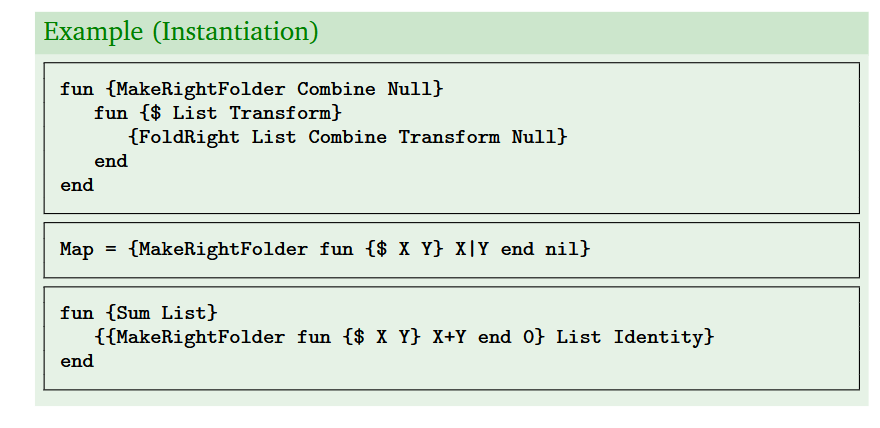 Example (Instantiation)
fun {MakeRightFolder Combine Null}
   fun {$ List Transform}
      {FoldRight List Combine Transform Null}
   end
end
Map = {MakeRightFolder fun {$ X Y} X|Y end nil}
fun {Sum List}
   {{MakeRightFolder fun {$ X Y} X+Y end 0} List Identity}
end